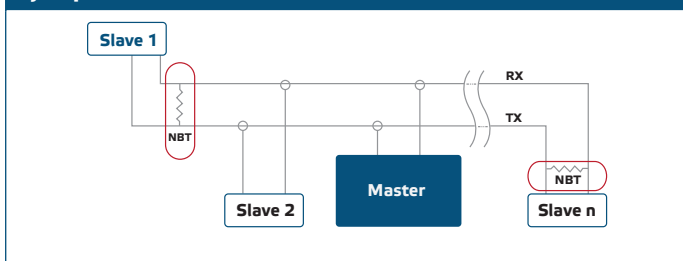 Slave 1
RX
TX
NBT
NBT
Master
Slave 2
Slave n